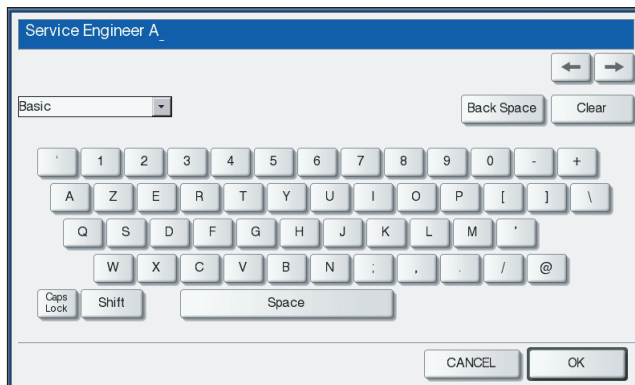 Service Engineer A_
← →
Basic Back Space Clear
' 1 2 3 4 5 6 7 8 9 0 - +
A Z E R T Y U I O P [ ] \
Q S D F G H J K L M '
W X C V B N ; , . / @
Caps Lock Shift Space
CANCEL OK